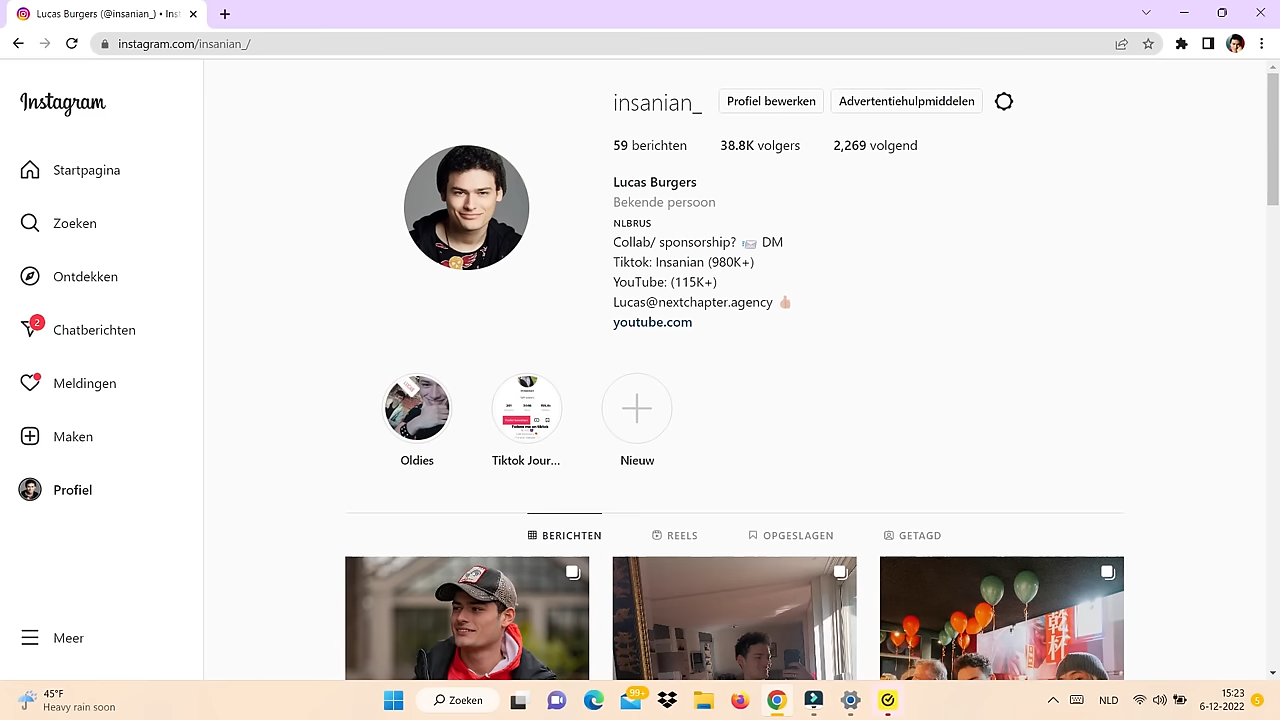 Lucas Burgers (@insanian_) • Inst
instagram.com/insanian_/
Instagram
insanian_
Profiel bewerken
Advertentiehulpmiddelen
59 berichten
38.8K volgers
2,269 volgend
Lucas Burgers
Bekende persoon
NLBRUS
Collab/ sponsorship? 📨 DM
Tiktok: Insanian (980K+)
YouTube: (115K+)
Lucas@nextchapter.agency 👍🏼
youtube.com
Startpagina
Zoeken
Ontdekken
2
Chatberichten
Meldingen
Maken
Profiel
Meer
Oldies
Tiktok Jour...
Nieuw
BERICHTEN
REELS
OPGESLAGEN
GETAGD
乾杯
45°F
Heavy rain soon
Zoeken
99+
NLD
15:23
6-12-2022
5